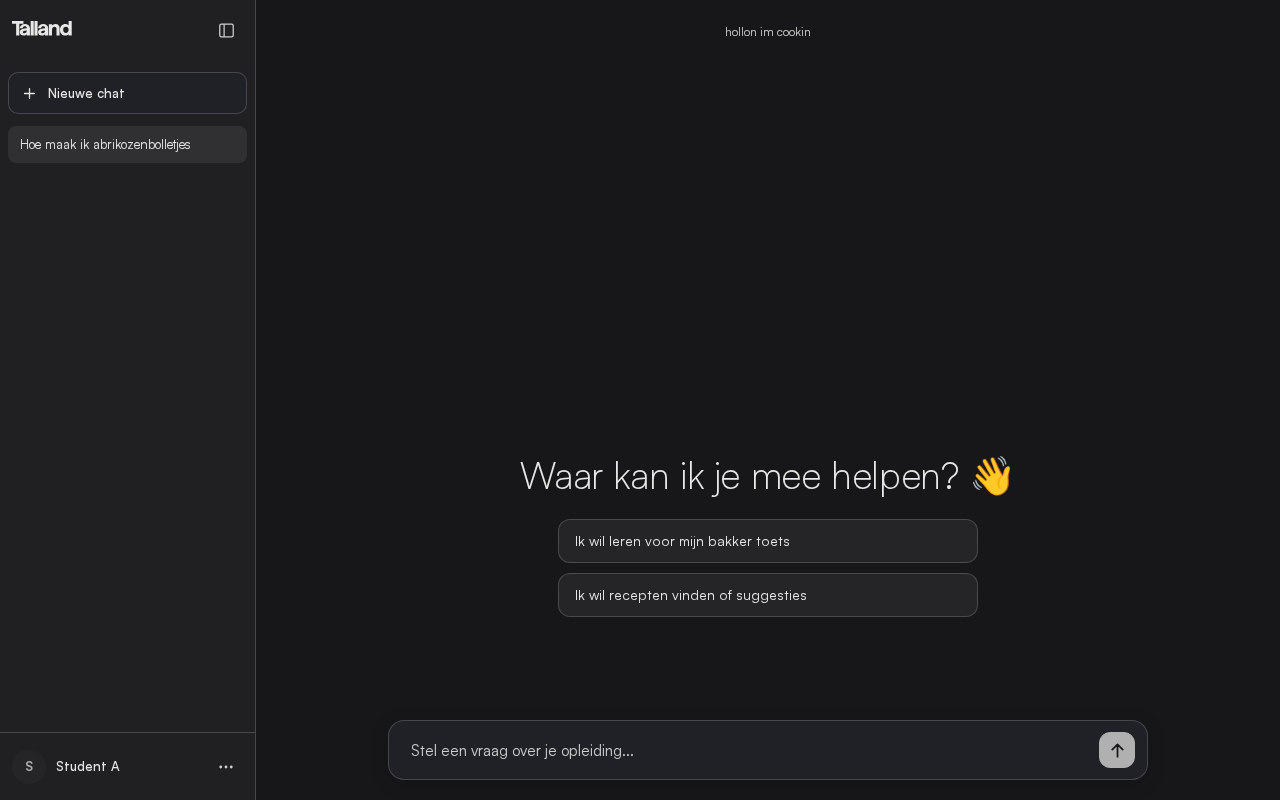 Talland
Nieuwe chat
Hoe maak ik abrikozenbolletjes
S
Student A
hollon im cookin
Waar kan ik je mee helpen? 👋
Ik wil leren voor mijn bakker toets
Ik wil recepten vinden of suggesties
Stel een vraag over je opleiding...